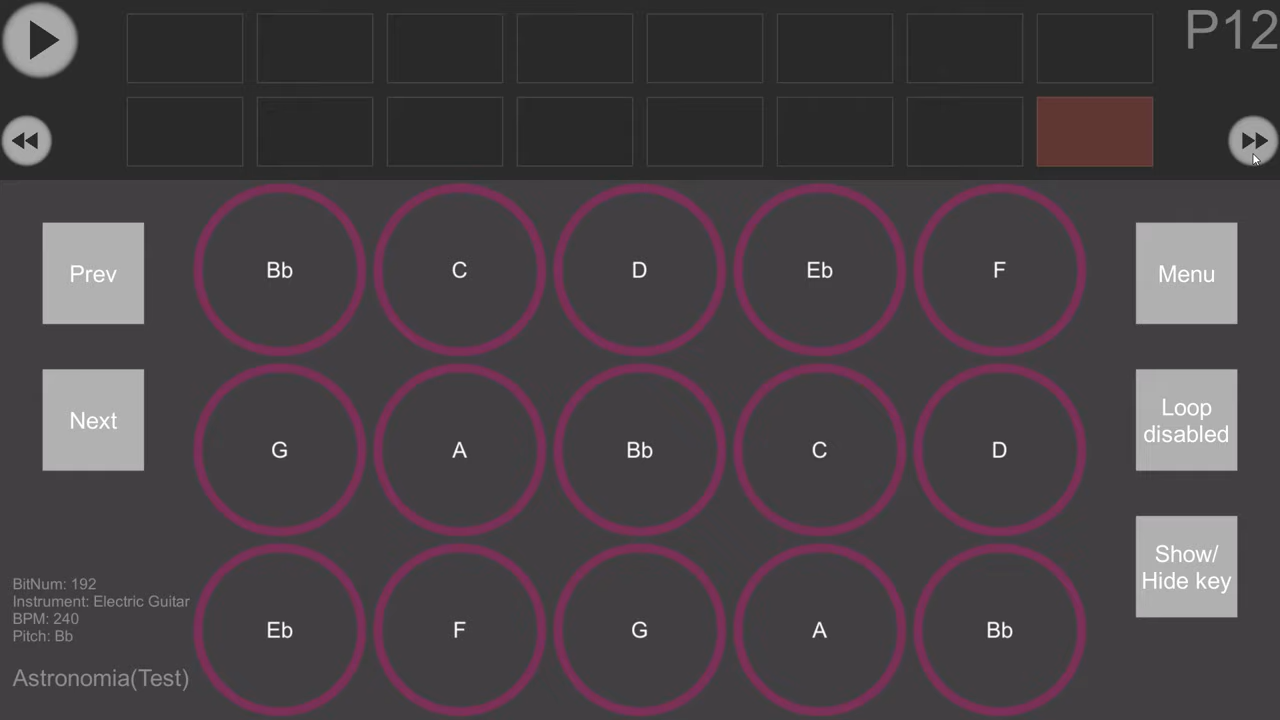 P12
Prev
Bb
C
D
Eb
F
Menu
Next
G
A
Bb
C
D
Loop
disabled
Show/
Hide key
BitNum: 192
Instrument: Electric Guitar
BPM: 240
Pitch: Bb
Eb
F
G
A
Bb
Astronomia(Test)